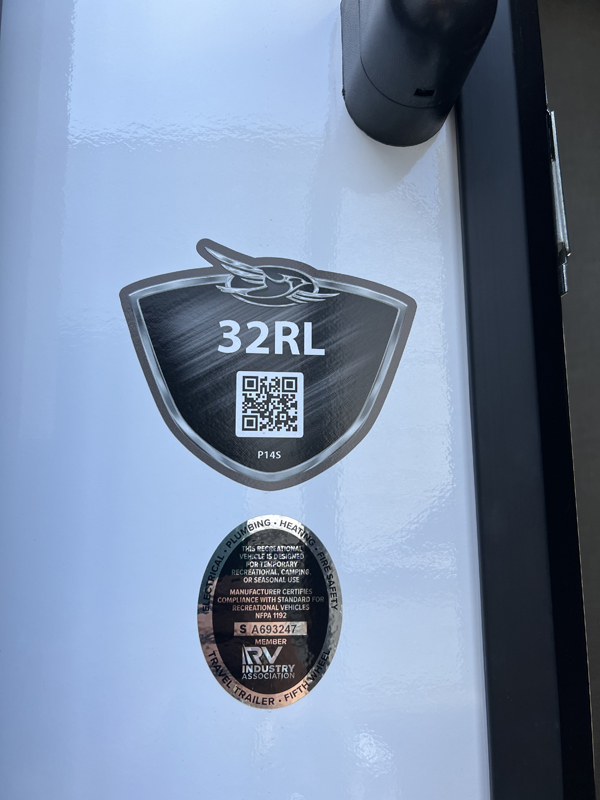 32RL
P14S
ELECTRICAL · PLUMBING · HEATING · FIRE SAFETY
THIS RECREATIONAL
VEHICLE IS DESIGNED
FOR TEMPORARY
RECREATIONAL, CAMPING,
OR SEASONAL USE
MANUFACTURER CERTIFIES
COMPLIANCE WITH STANDARD FOR
RECREATIONAL VEHICLES
NFPA 1192
S A693247
MEMBER
RV
INDUSTRY
ASSOCIATION
TRAVEL TRAILER · FIFTH WHEEL